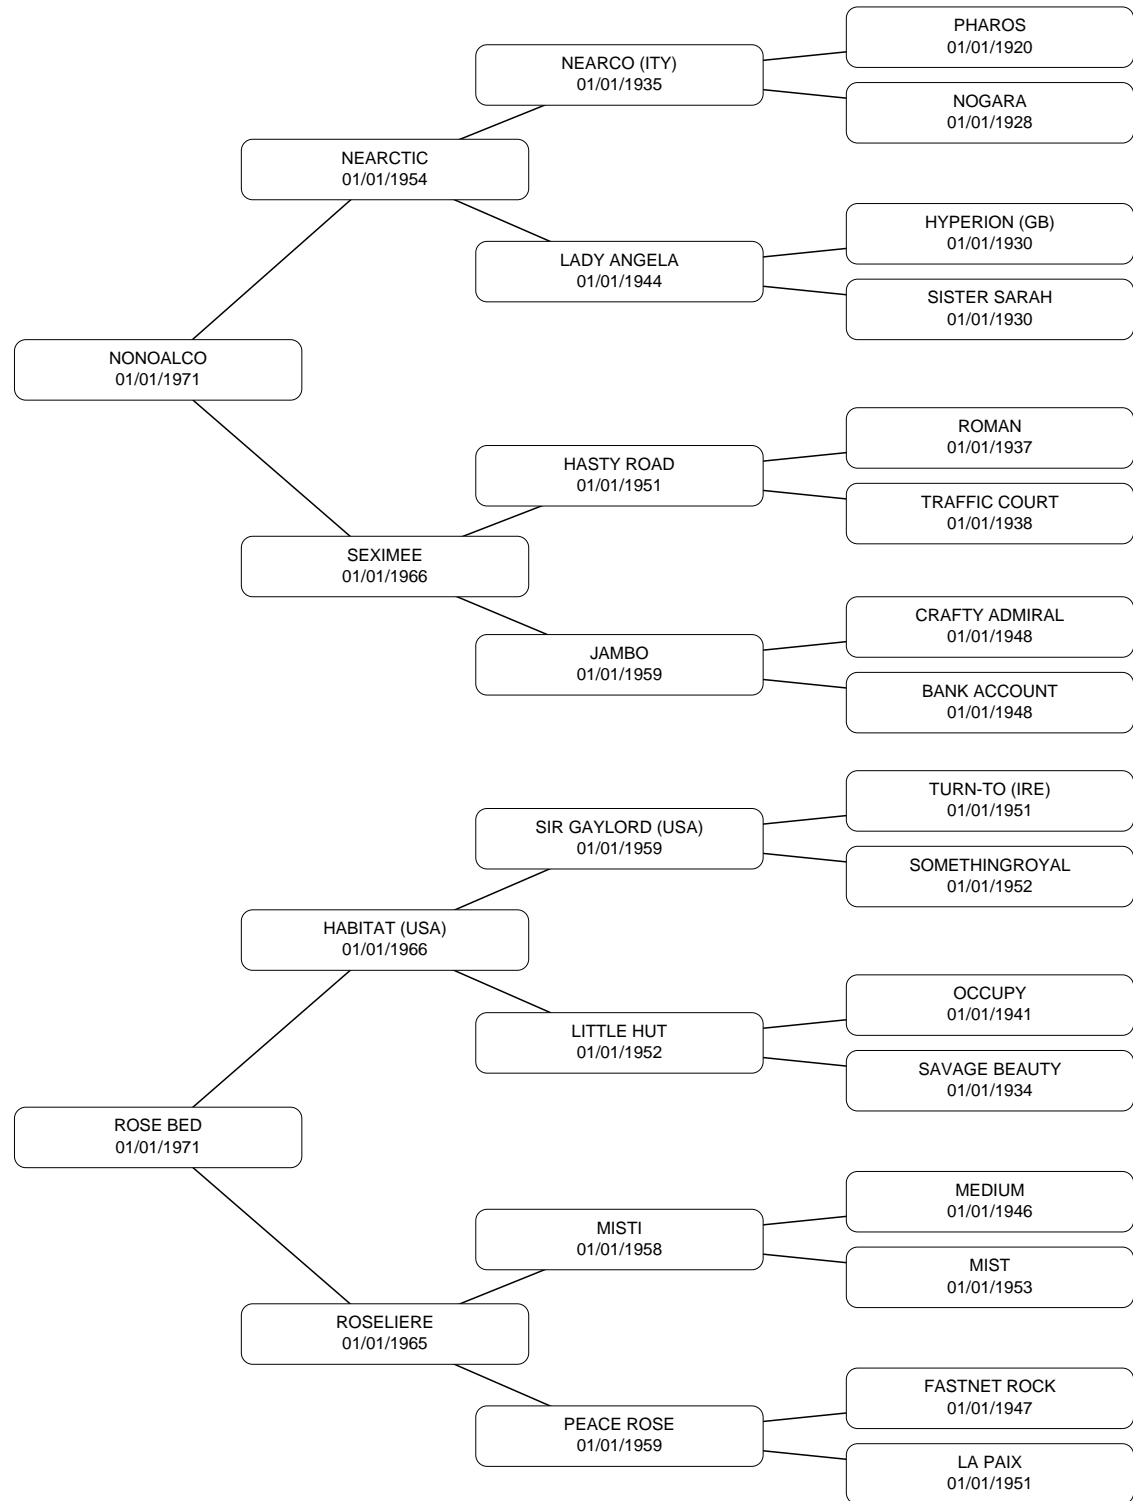 PHAROS
01/01/1920
NEARCO (ITY)
01/01/1935
NOGARA
01/01/1928
NEARCTIC
01/01/1954
HYPERION (GB)
01/01/1930
LADY ANGELA
01/01/1944
SISTER SARAH
01/01/1930
NONOALCO
01/01/1971
ROMAN
01/01/1937
HASTY ROAD
01/01/1951
TRAFFIC COURT
01/01/1938
SEXIMEE
01/01/1966
CRAFTY ADMIRAL
01/01/1948
JAMBO
01/01/1959
BANK ACCOUNT
01/01/1948
TURN-TO (IRE)
01/01/1951
SIR GAYLORD (USA)
01/01/1959
SOMETHINGROYAL
01/01/1952
HABITAT (USA)
01/01/1966
OCCUPY
01/01/1941
LITTLE HUT
01/01/1952
SAVAGE BEAUTY
01/01/1934
ROSE BED
01/01/1971
MEDIUM
01/01/1946
MISTI
01/01/1958
MIST
01/01/1953
ROSELIERE
01/01/1965
FASTNET ROCK
01/01/1947
PEACE ROSE
01/01/1959
LA PAIX
01/01/1951